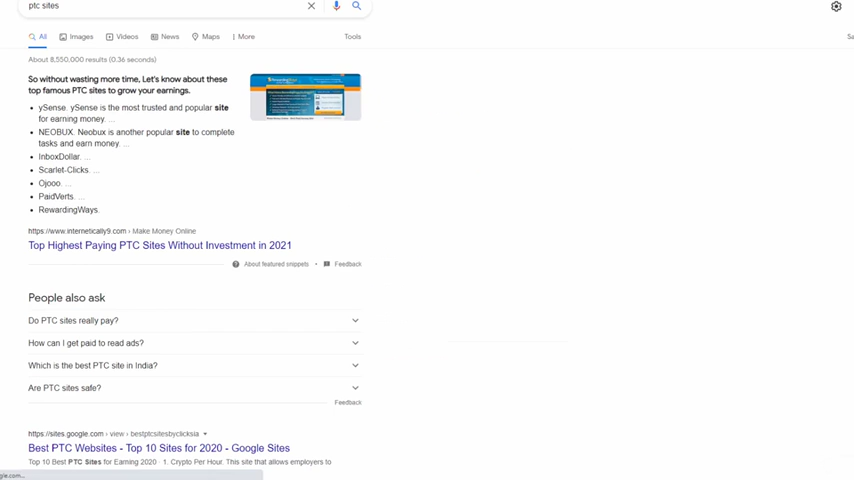 ptc sites
All Images Videos News Maps More Tools
About 8,550,000 results (0.36 seconds)
So without wasting more time, Let's know about these
top famous PTC sites to grow your earnings.
ySense. ySense is the most trusted and popular site
for earning money. ...
NEOBUX. Neobux is another popular site to complete
tasks and earn money. ...
InboxDollar. ...
Scarlet-Clicks. ...
Ojooo. ...
PaidVerts. ...
RewardingWays.
https://www.internetically9.com › Make Money Online
Top Highest Paying PTC Sites Without Investment in 2021
About featured snippets • Feedback
People also ask
Do PTC sites really pay?
How can I get paid to read ads?
Which is the best PTC site in India?
Are PTC sites safe?
Feedback
https://sites.google.com › view › bestptcsitesbyclicksia
Best PTC Websites - Top 10 Sites for 2020 - Google Sites
Top 10 Best PTC Sites for Earning 2020 · 1. Crypto Per Hour. This site that allows employers to
gle.com...